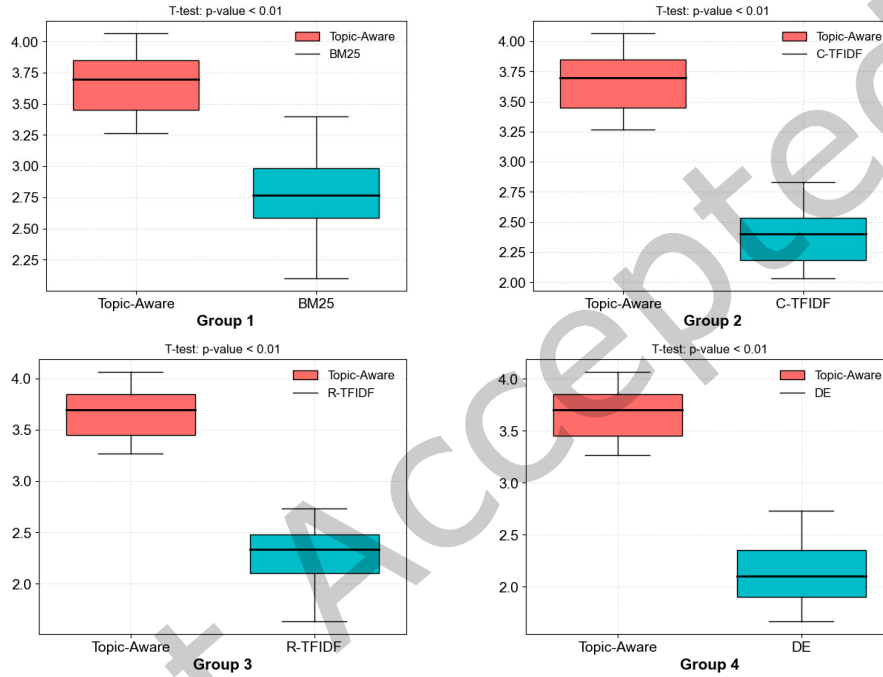 T-test: p-value < 0.01
4.00
3.75
3.50
3.25
3.00
2.75
2.50
2.25
Topic-Aware
BM25
Topic-Aware
BM25
Group 1
T-test: p-value < 0.01
4.00
3.75
3.50
3.25
3.00
2.75
2.50
2.25
2.00
Topic-Aware
C-TFIDF
Topic-Aware
C-TFIDF
Group 2
T-test: p-value < 0.01
4.0
3.5
3.0
2.5
2.0
Topic-Aware
R-TFIDF
Topic-Aware
R-TFIDF
Group 3
T-test: p-value < 0.01
4.0
3.5
3.0
2.5
2.0
Topic-Aware
DE
Topic-Aware
DE
Group 4
t Accepted